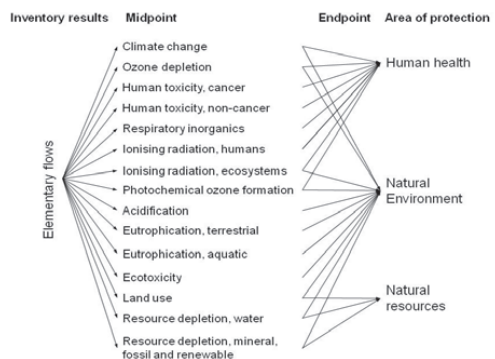 Inventory results Midpoint Endpoint Area of protection
Elementary flows
Climate change
Ozone depletion
Human toxicity, cancer
Human toxicity, non-cancer
Respiratory inorganics
Ionising radiation, humans
Ionising radiation, ecosystems
Photochemical ozone formation
Acidification
Eutrophication, terrestrial
Eutrophication, aquatic
Ecotoxicity
Land use
Resource depletion, water
Resource depletion, mineral,
fossil and renewable
Human health
Natural
Environment
Natural
resources